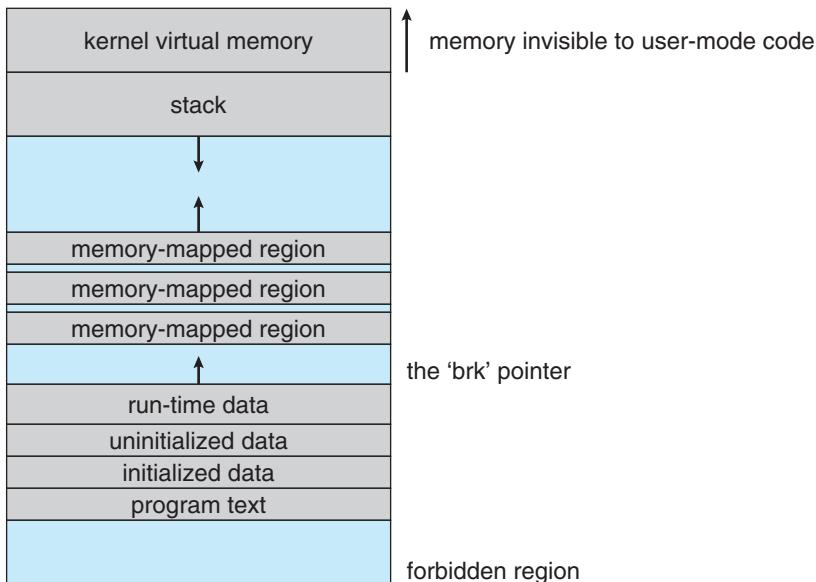 kernel virtual memory
memory invisible to user-mode code
stack
memory-mapped region
memory-mapped region
memory-mapped region
the ‘brk’ pointer
run-time data
uninitialized data
initialized data
program text
forbidden region